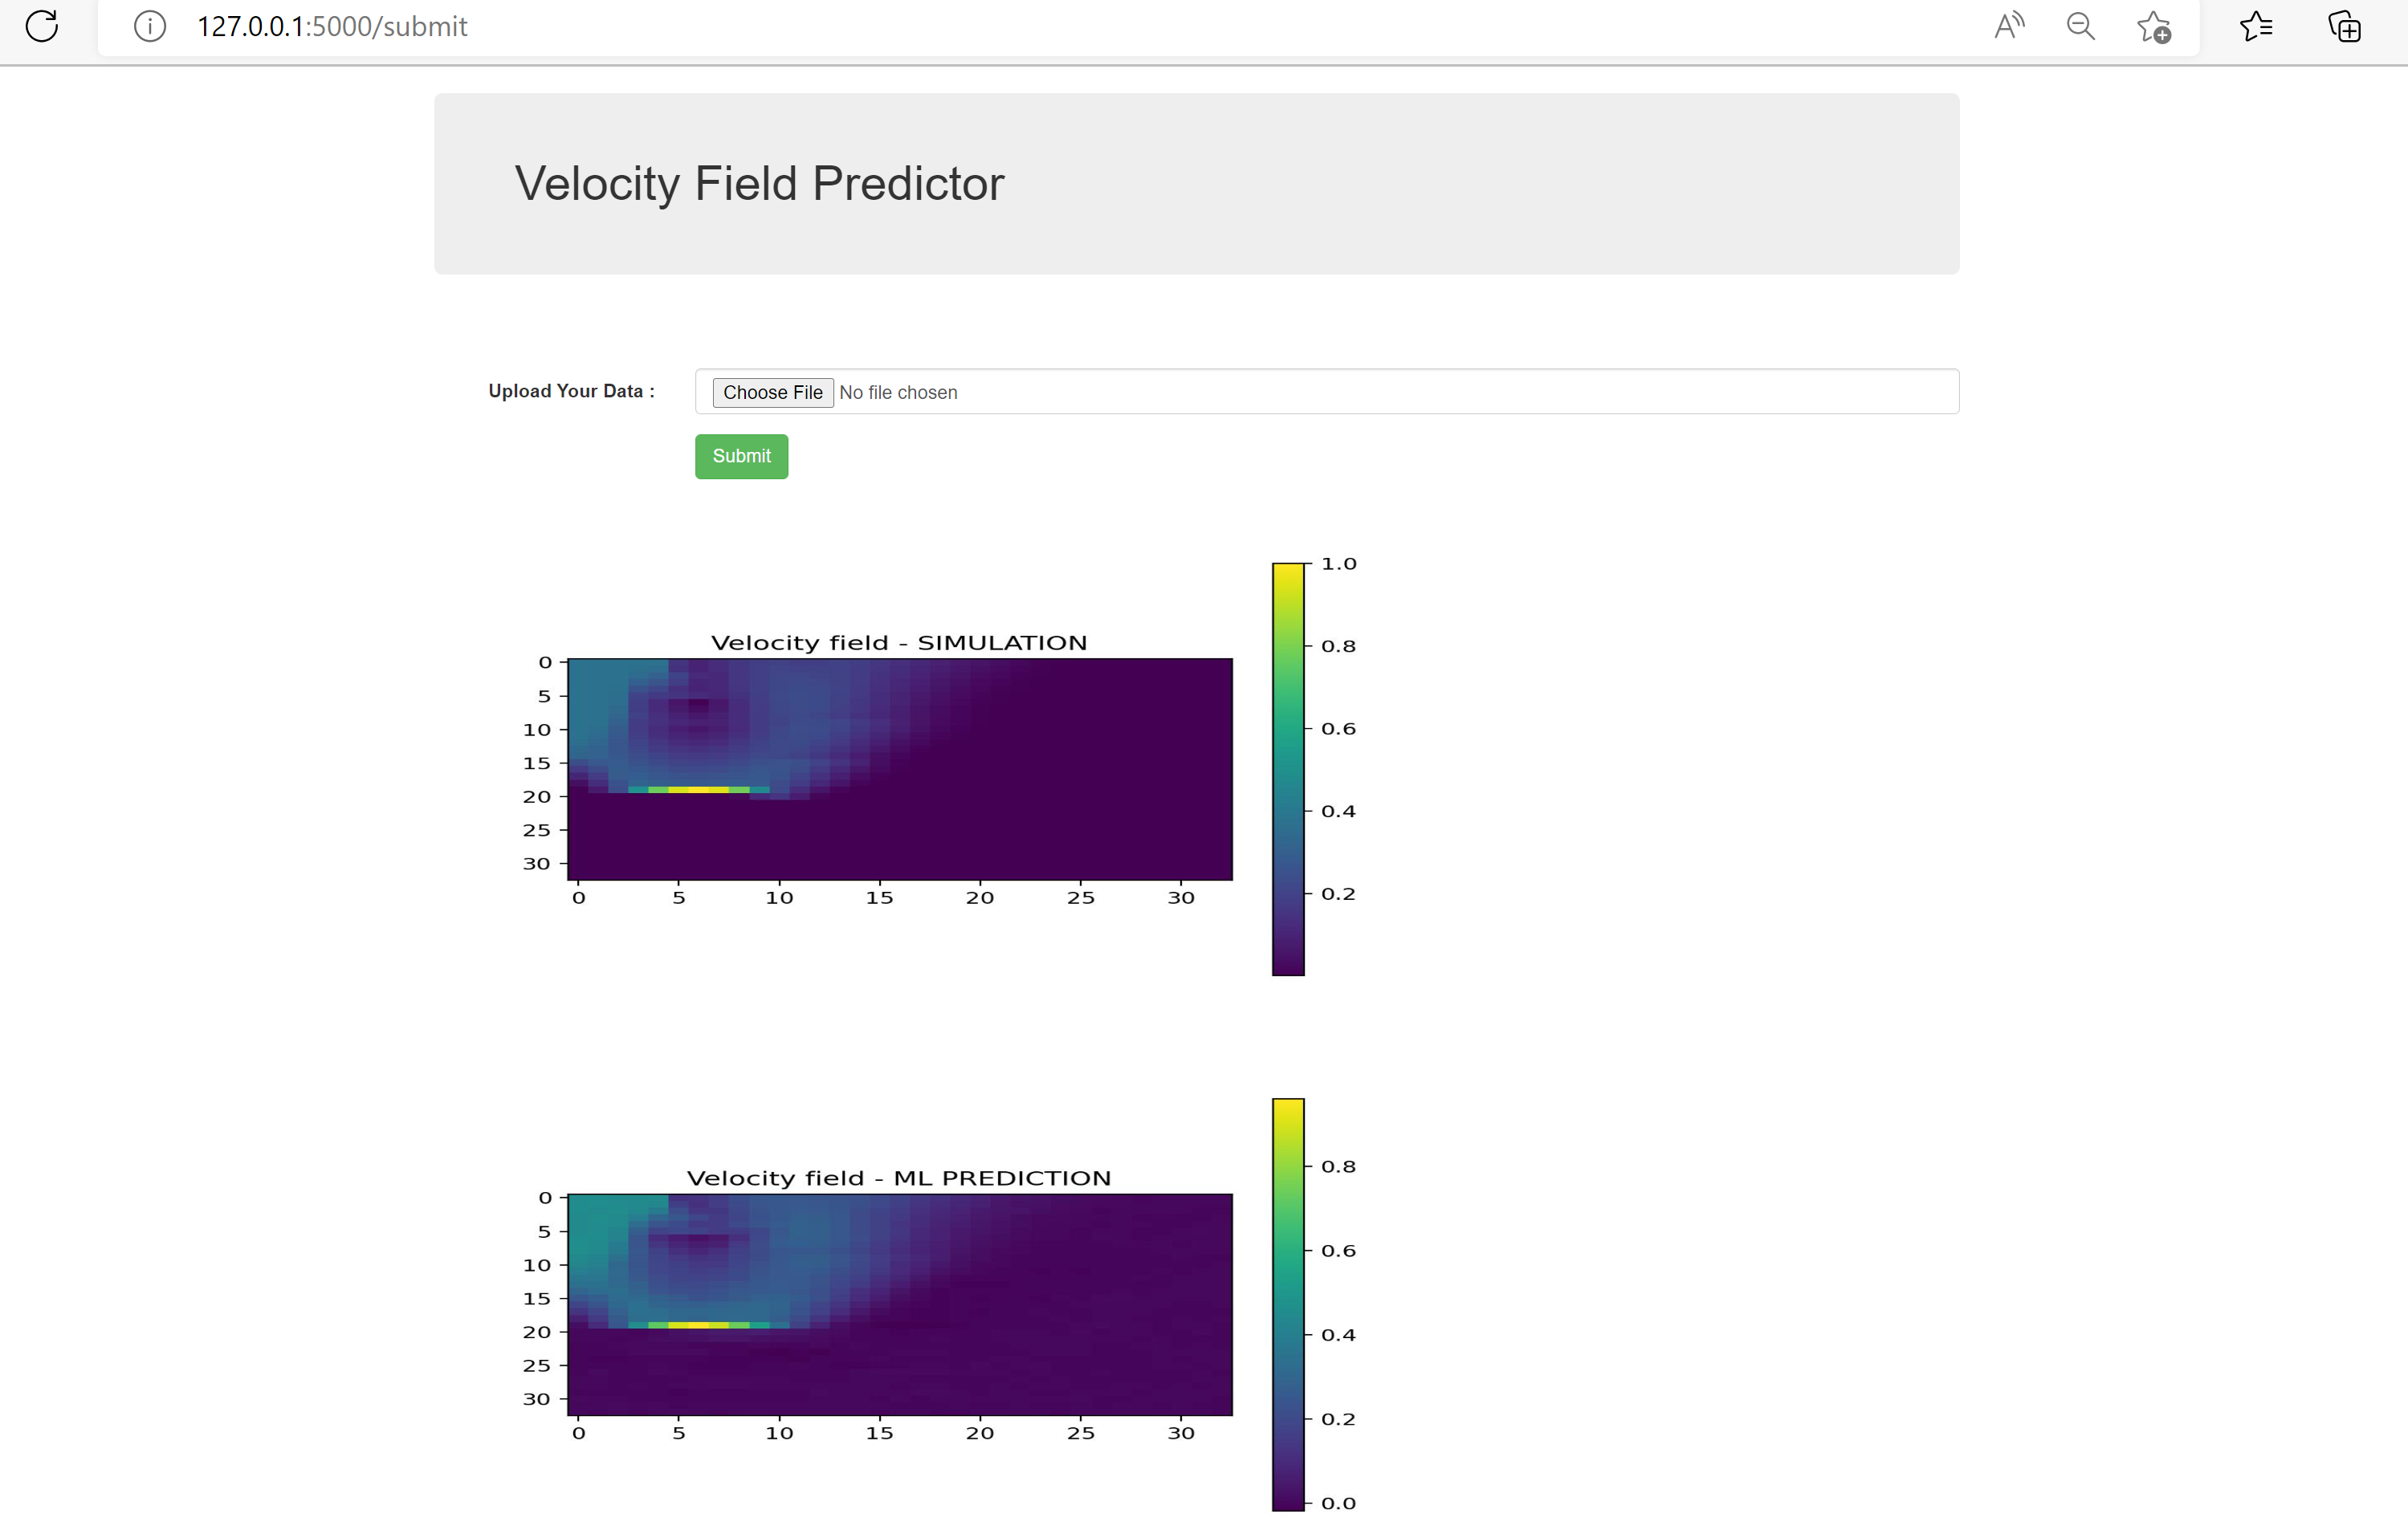 127.0.0.1:5000/submit
Velocity Field Predictor
Upload Your Data :
Choose File No file chosen
Submit
Velocity field - SIMULATION
0
5
10
15
20
25
30
0 5 10 15 20 25 30
1.0
0.8
0.6
0.4
0.2
Velocity field - ML PREDICTION
0
5
10
15
20
25
30
0 5 10 15 20 25 30
0.8
0.6
0.4
0.2
0.0